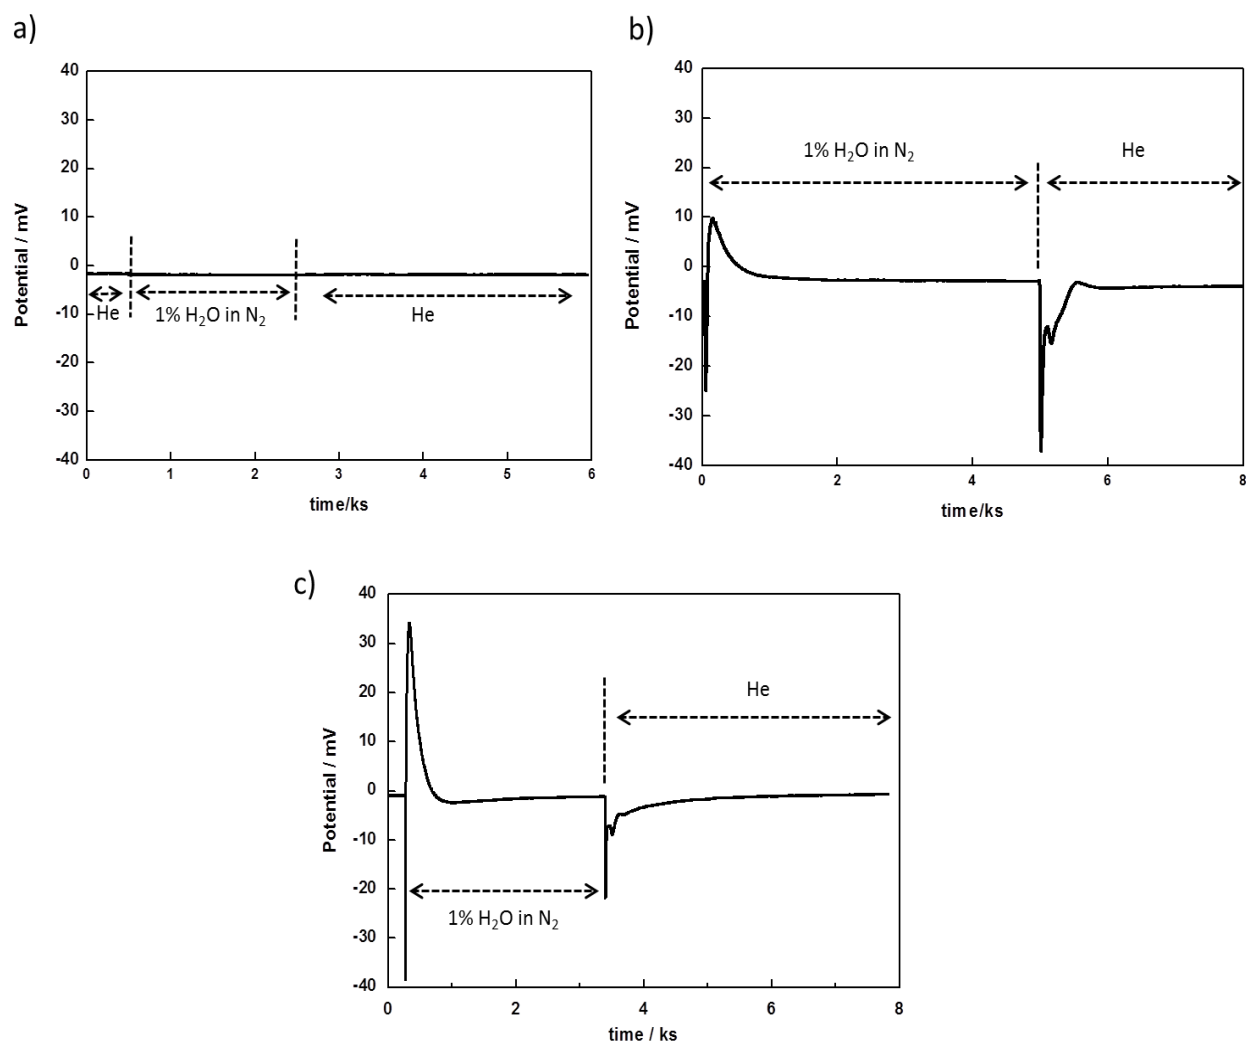 a)
40
30
20
10
0
-10
-20
-30
-40
Potential / mV
He
1% H₂O in N₂
He
0 1 2 3 4 5 6
time/ks
b)
40
30
20
10
0
-10
-20
-30
-40
Potential / mV
1% H₂O in N₂
He
0 2 4 6 8
time/ks
c)
40
30
20
10
0
-10
-20
-30
-40
Potential / mV
He
1% H₂O in N₂
0 2 4 6 8
time / ks